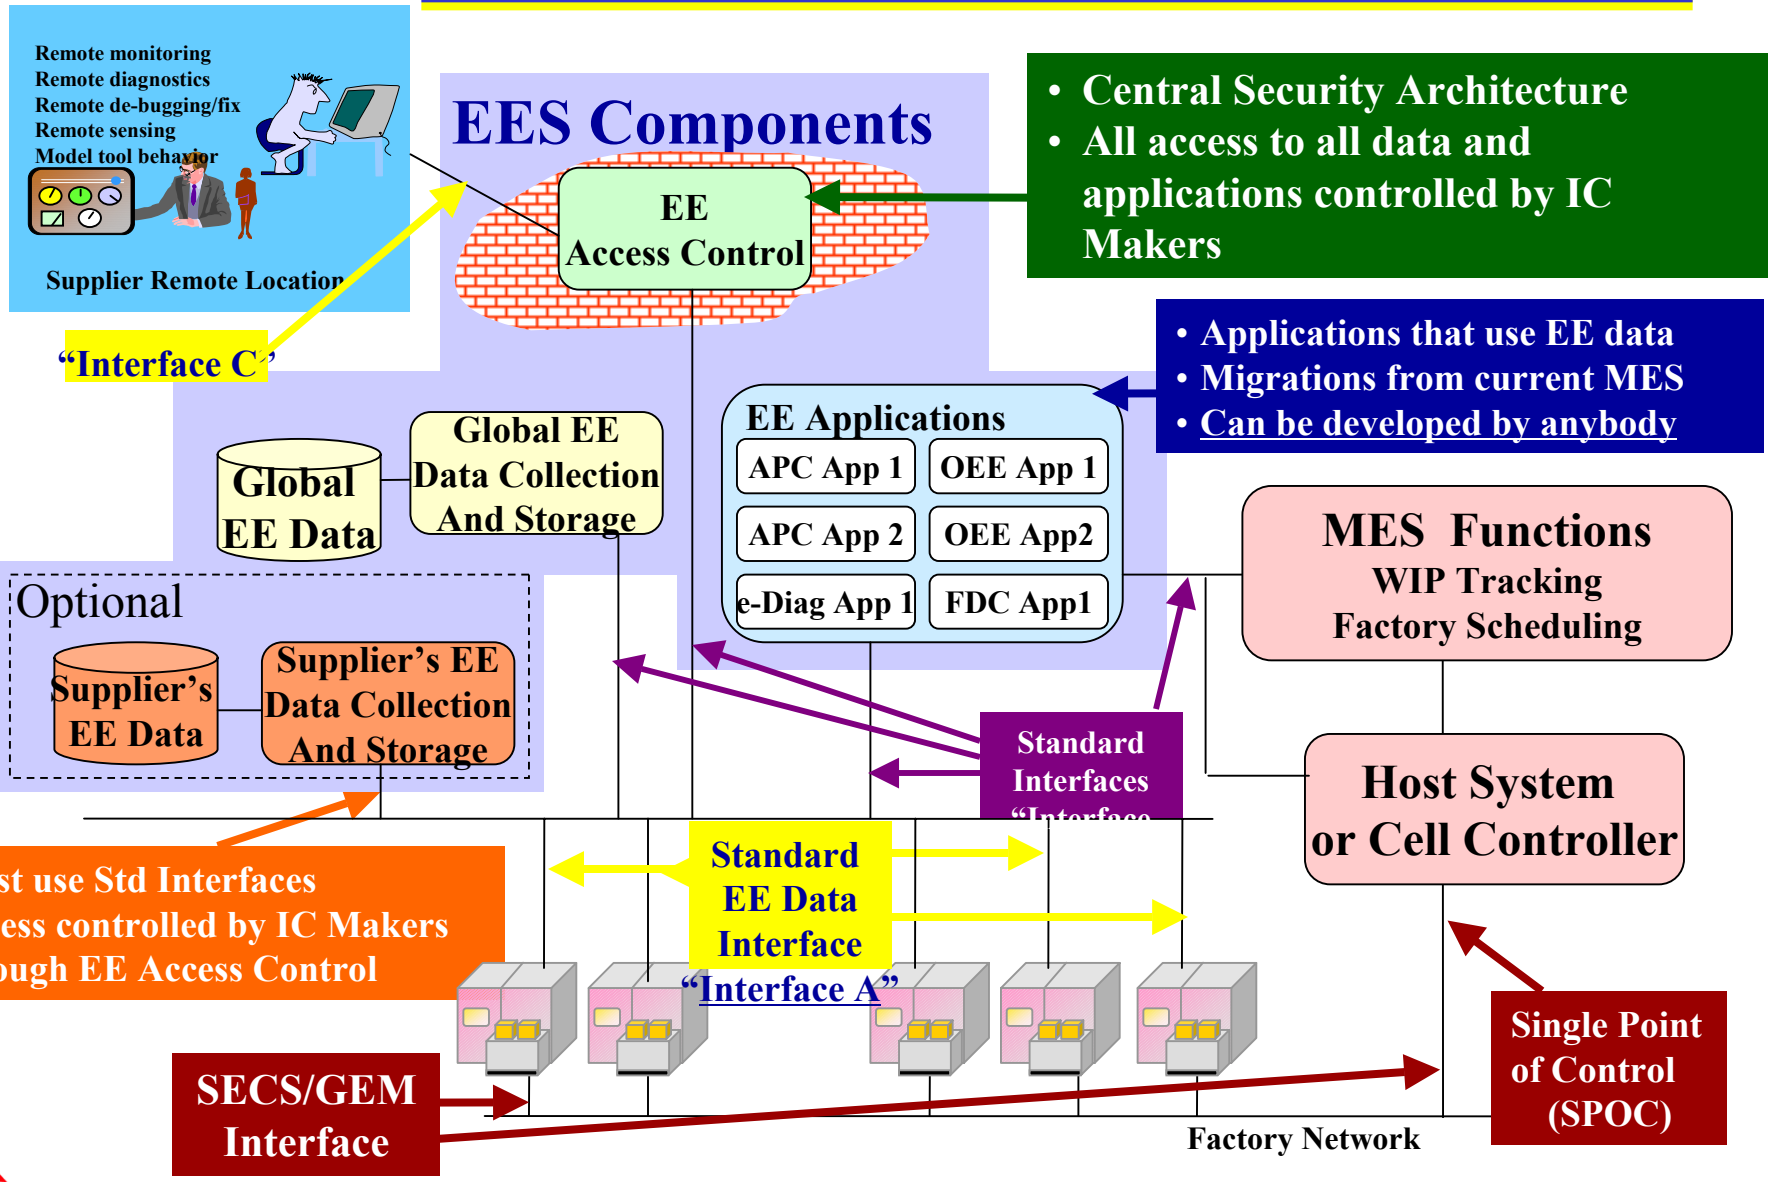 Remote monitoring
Remote diagnostics
Remote de-bugging/fix
Remote sensing
Model tool behavior
Supplier Remote Location
EES Components
EE
Access Control
• Central Security Architecture
• All access to all data and
applications controlled by IC
Makers
“Interface C”
• Applications that use EE data
• Migrations from current MES
• Can be developed by anybody
Global
EE Data
Global EE
Data Collection
And Storage
EE Applications
APC App 1
OEE App 1
APC App 2
OEE App2
e-Diag App 1
FDC App1
MES Functions
WIP Tracking
Factory Scheduling
Optional
Supplier’s
EE Data
Supplier’s EE
Data Collection
And Storage
Standard
Interfaces
“Interface
Host System
or Cell Controller
Standard
EE Data
Interface
“Interface A”
use Std Interfaces
controlled by IC Makers
EE Access Control
SECS/GEM
Interface
Single Point
of Control
(SPOC)
Factory Network